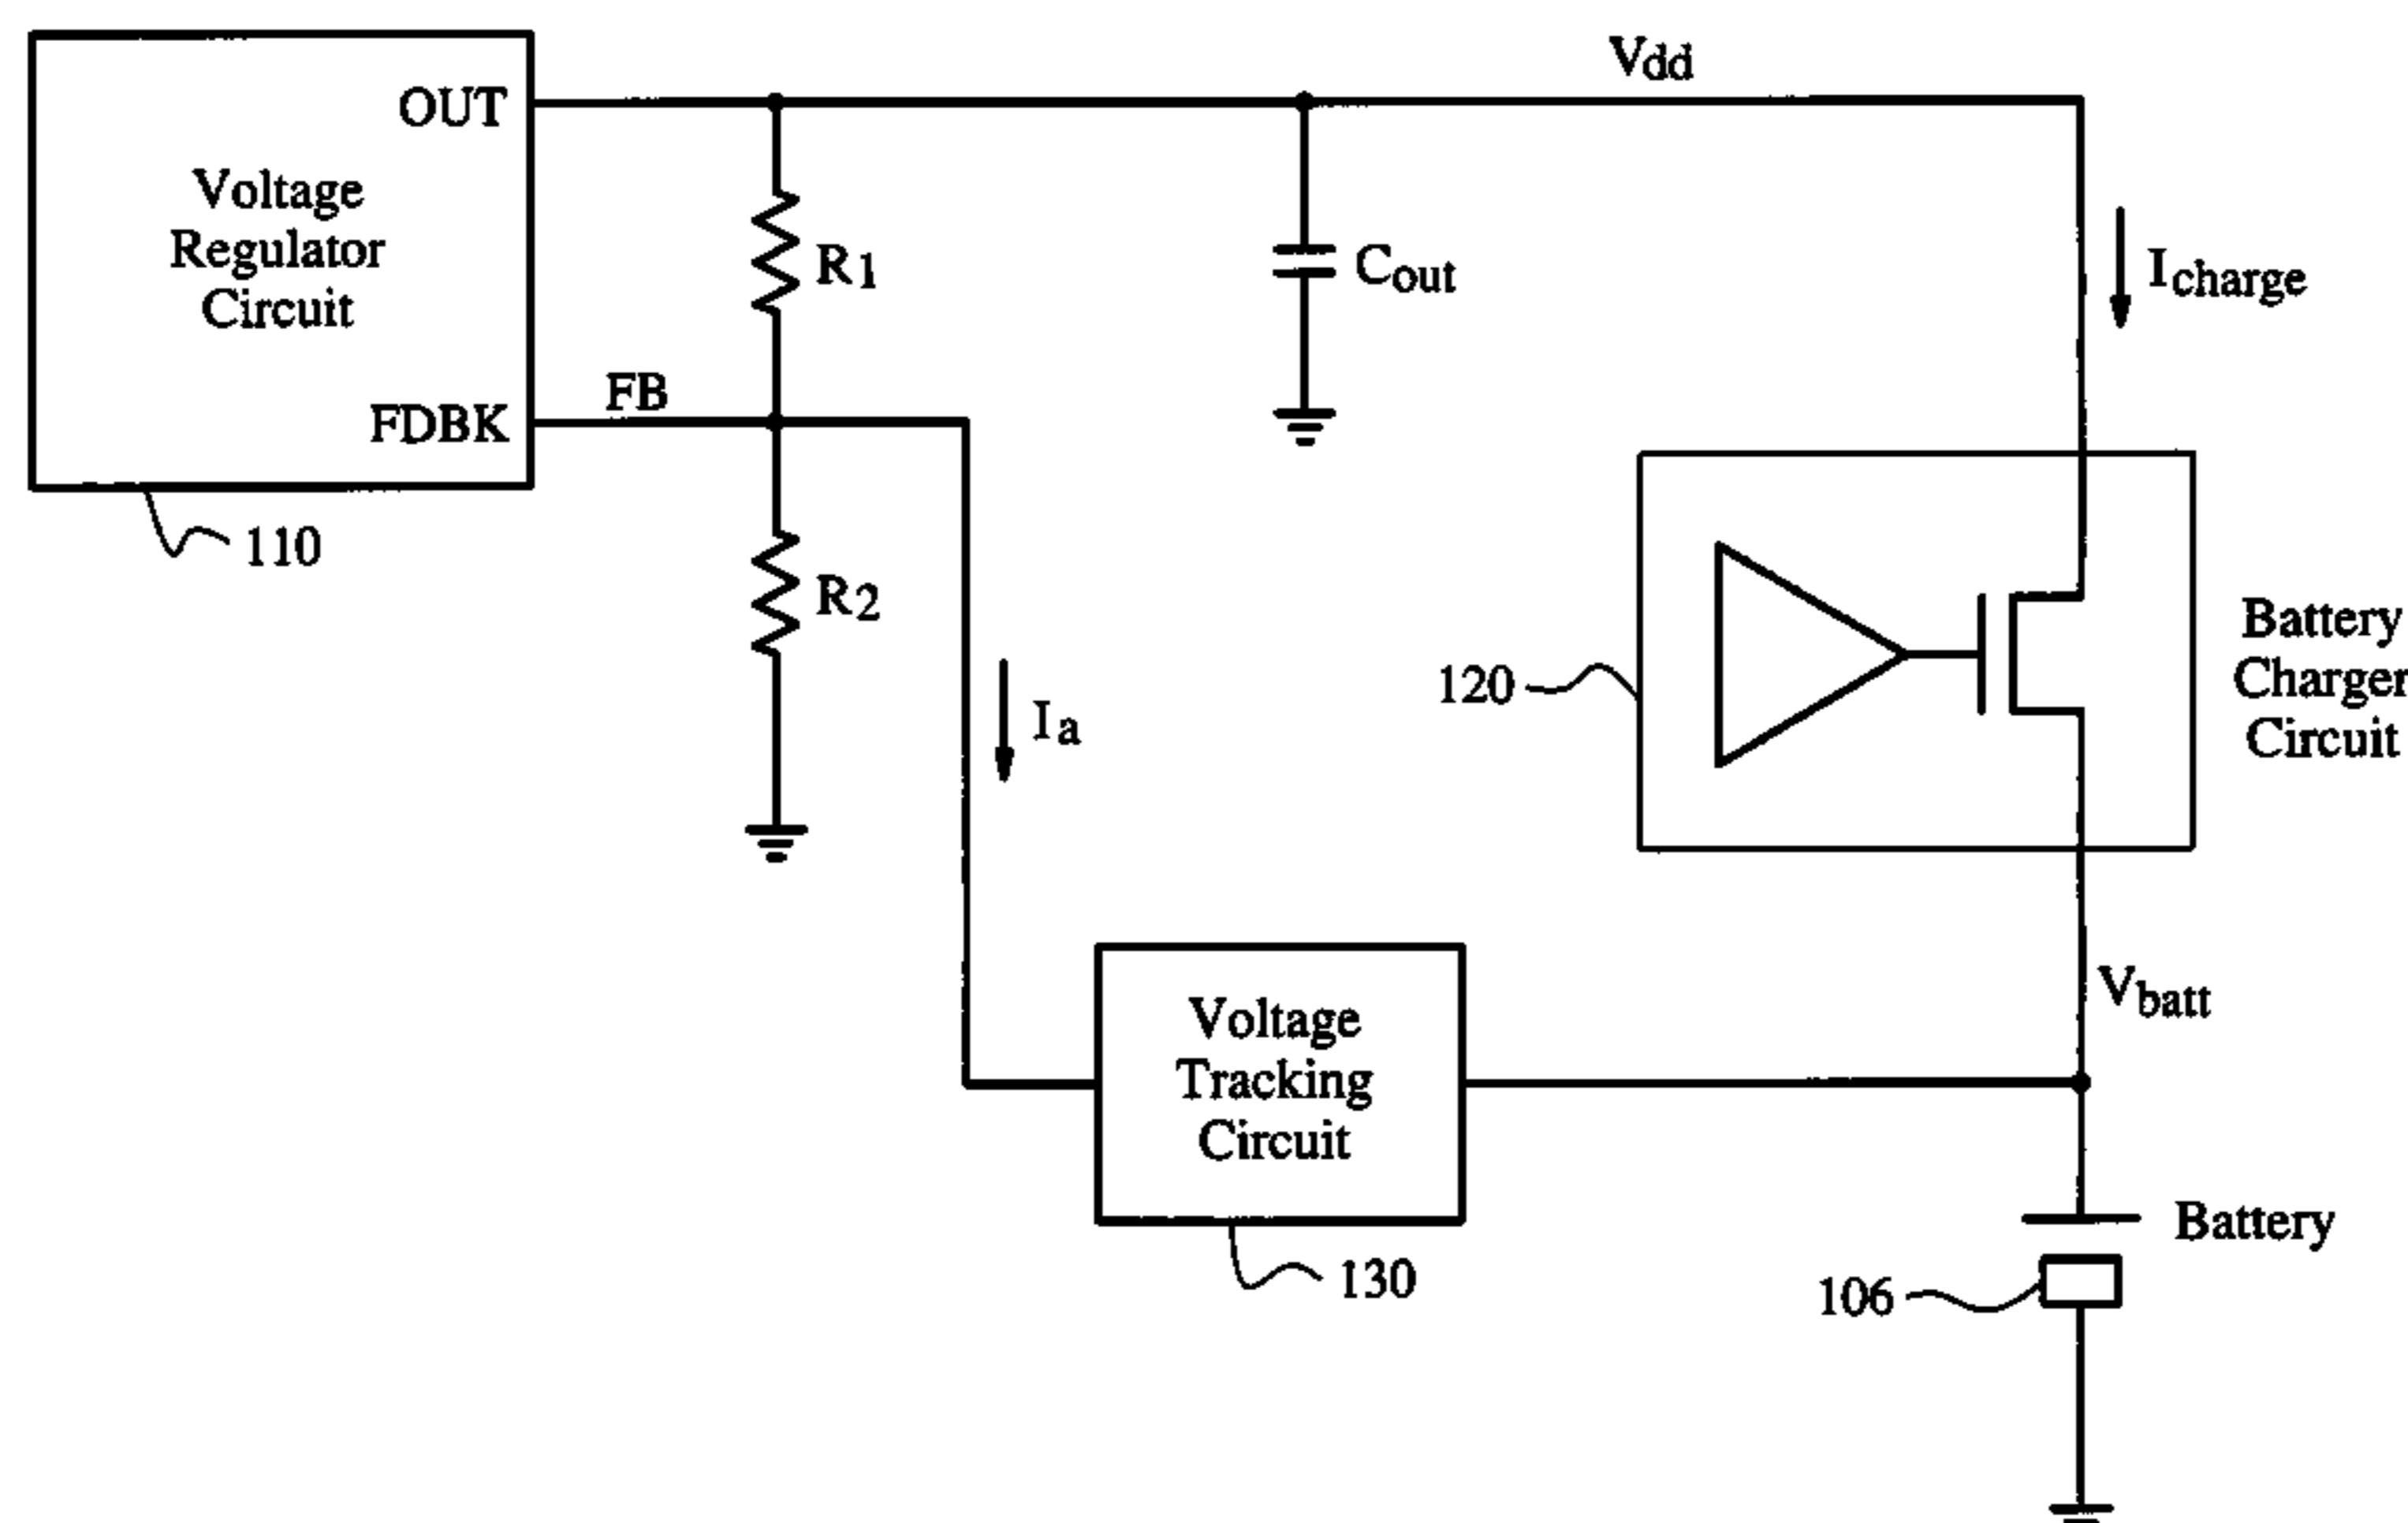 Vdd
OUT
Voltage
Regulator
Circuit
R1
Cout
Icharge
FB
FDBK
110
R2
Ia
120
Battery
Charger
Circuit
Vbatt
Voltage
Tracking
Circuit
130
Battery
106